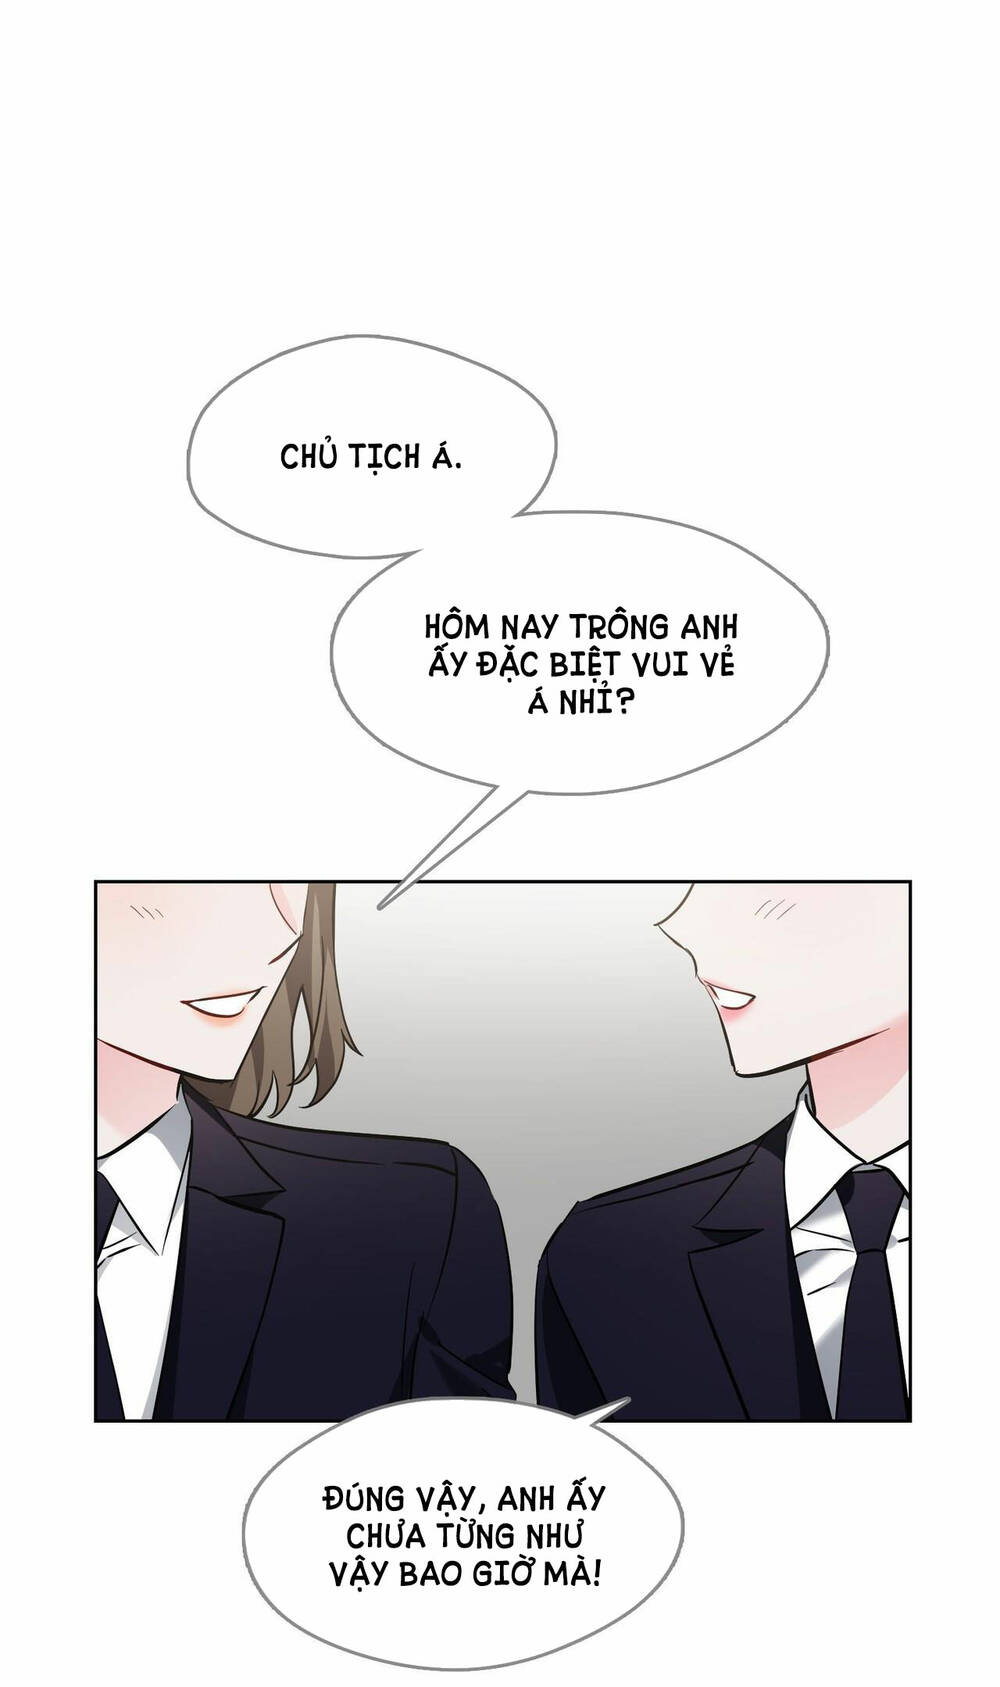 CHỦ TỊCH Á.
HÔM NAY TRÔNG ANH
ẤY ĐẶC BIỆT VUI VẺ
Á NHỈ?
ĐÚNG VẬY, ANH ẤY
CHƯA TỪNG NHƯ
VẬY BAO GIỜ MÀ!